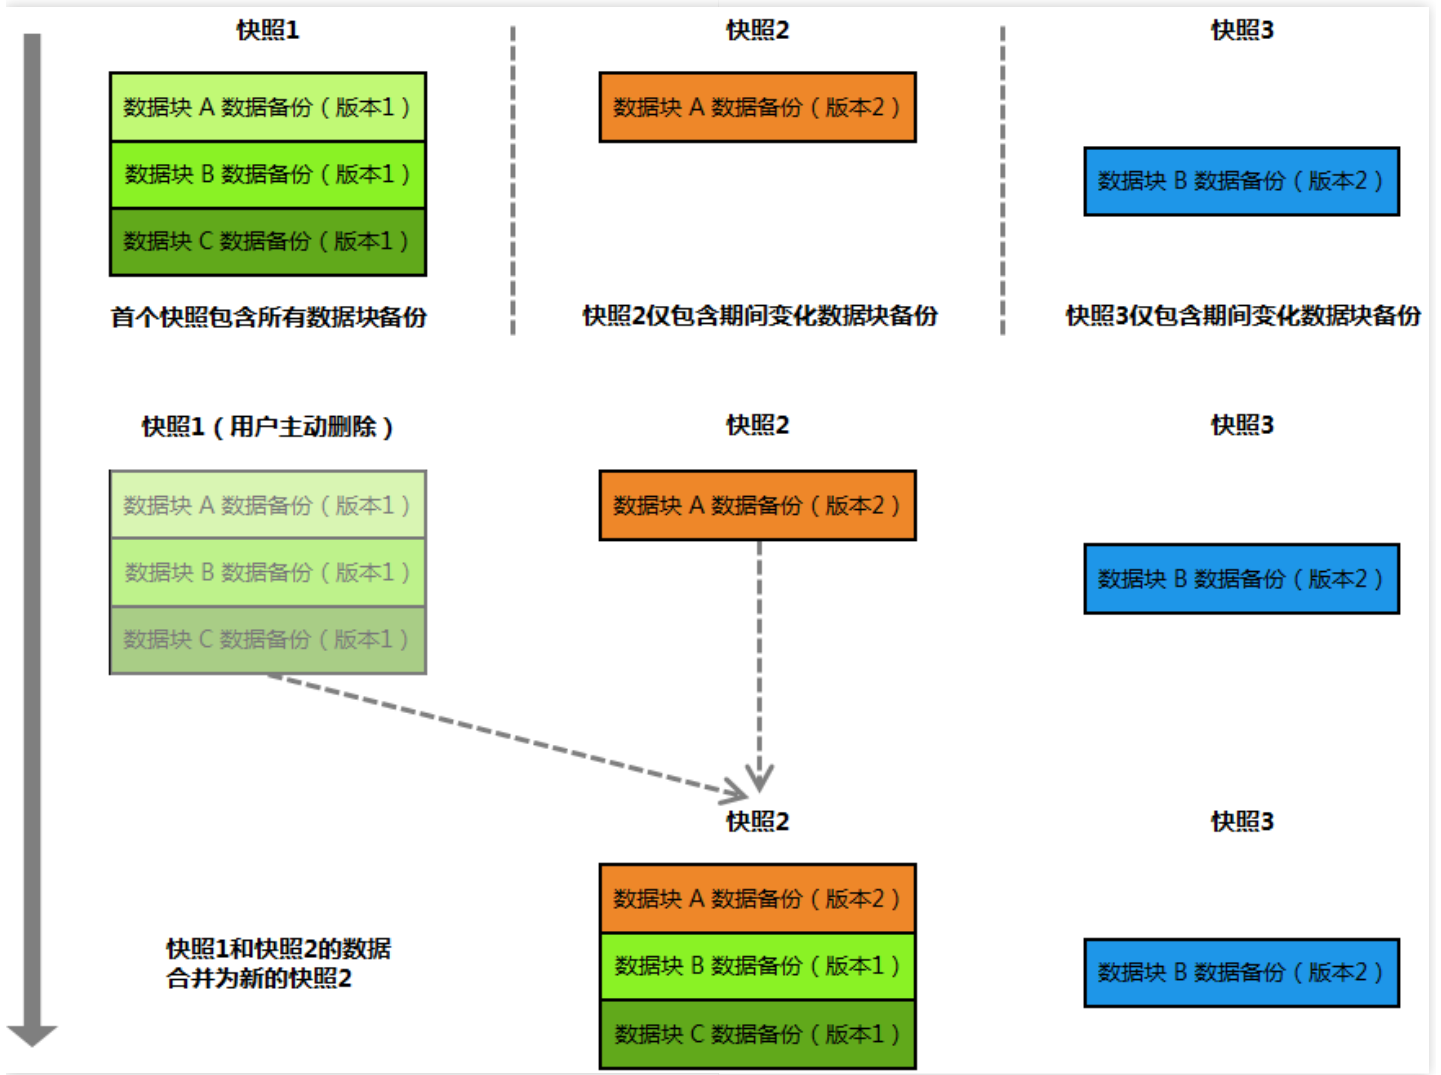 快照1
快照2
快照3
数据块 A 数据备份（版本1）
数据块 A 数据备份（版本2）
数据块 B 数据备份（版本1）
数据块 B 数据备份（版本2）
数据块 C 数据备份（版本1）
首个快照包含所有数据块备份
快照2仅包含期间变化数据块备份
快照3仅包含期间变化数据块备份
快照1（用户主动删除）
快照2
快照3
数据块 A 数据备份（版本1）
数据块 A 数据备份（版本2）
数据块 B 数据备份（版本1）
数据块 B 数据备份（版本2）
数据块 C 数据备份（版本1）
快照2
快照3
数据块 A 数据备份（版本2）
快照1和快照2的数据
合并为新的快照2
数据块 B 数据备份（版本1）
数据块 B 数据备份（版本2）
数据块 C 数据备份（版本1）